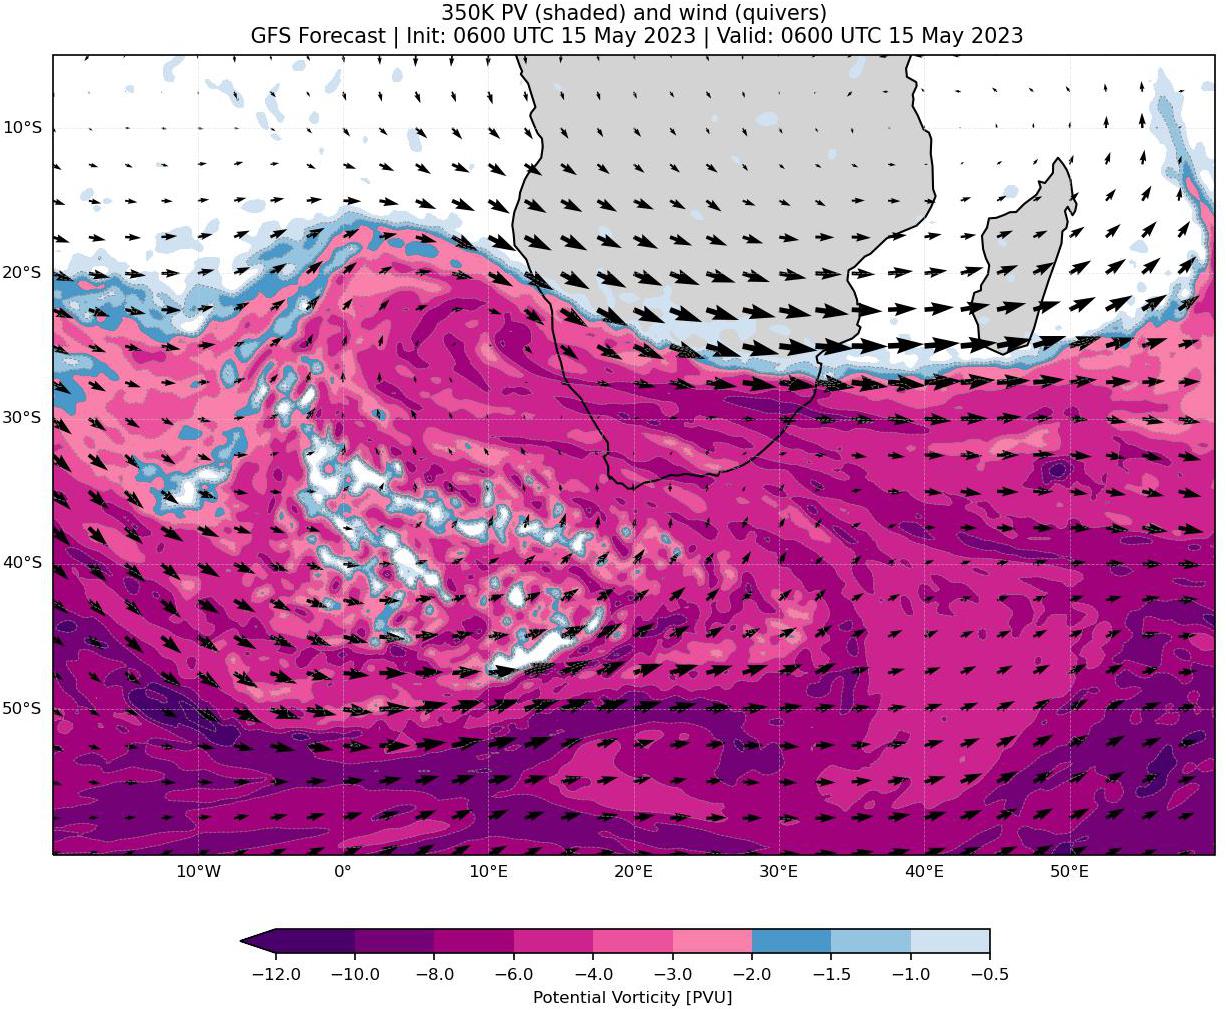 350K PV (shaded) and wind (quivers)
GFS Forecast | Init: 0600 UTC 15 May 2023 | Valid: 0600 UTC 15 May 2023
10°S
20°S
30°S
40°S
50°S
10°W 0° 10°E 20°E 30°E 40°E 50°E
−12.0 −10.0 −8.0 −6.0 −4.0 −3.0 −2.0 −1.5 −1.0 −0.5
Potential Vorticity [PVU]